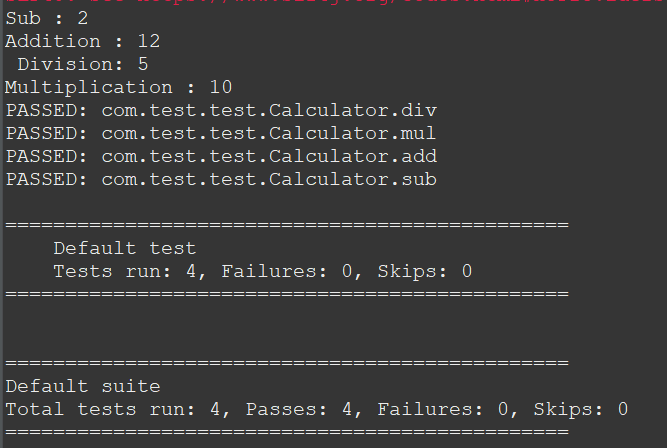 Sub : 2
Addition : 12
 Division: 5
Multiplication : 10
PASSED: com.test.test.Calculator.div
PASSED: com.test.test.Calculator.mul
PASSED: com.test.test.Calculator.add
PASSED: com.test.test.Calculator.sub
===============================================
    Default test
    Tests run: 4, Failures: 0, Skips: 0
===============================================
===============================================
Default suite
Total tests run: 4, Passes: 4, Failures: 0, Skips: 0
===============================================